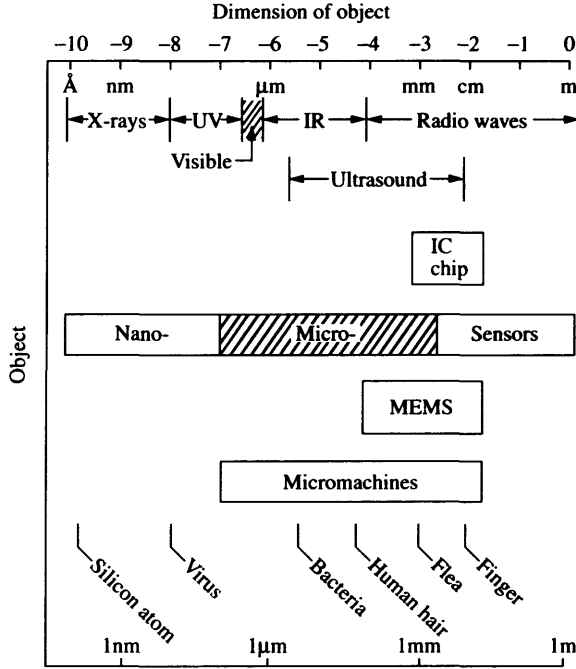 Dimension of object
−10 −9 −8 −7 −6 −5 −4 −3 −2 −1 0
Å nm μm mm cm m
X-rays UV IR Radio waves
Visible
Ultrasound
IC
chip
Nano- Micro- Sensors
Object
MEMS
Micromachines
Silicon atom
Virus
Bacteria
Human hair
Flea
Finger
1nm 1μm 1mm 1m